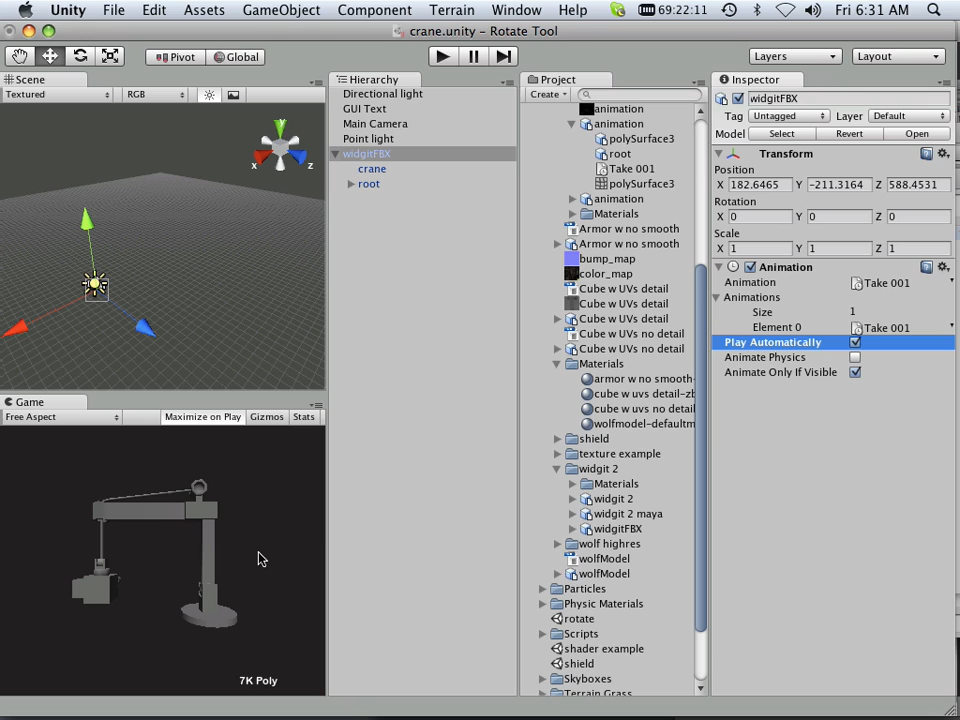 Unity File Edit Assets GameObject Component Terrain Window Help 69:22:11 Fri 6:31 AM
crane.unity – Rotate Tool
Pivot Global Layers Layout
Scene
Textured RGB
y
x z
Game
Free Aspect Maximize on Play Gizmos Stats
7K Poly
Hierarchy
Directional light
GUI Text
Main Camera
Point light
widgitFBX
crane
root
Project
Create
animation
animation
polySurface3
root
Take 001
polySurface3
animation
Materials
Armor w no smooth
Armor w no smooth
bump_map
color_map
Cube w UVs detail
Cube w UVs detail
Cube w UVs detail
Cube w UVs no detail
Cube w UVs no detail
Materials
armor w no smooth-
cube w uvs detail-zb
cube w uvs no detail
wolfmodel-defaultm
shield
texture example
widgit 2
Materials
widgit 2
widgit 2 maya
widgitFBX
wolf highres
wolfModel
wolfModel
Particles
Physic Materials
rotate
Scripts
shader example
shield
Skyboxes
Terrain Grass
Inspector
widgitFBX
Tag Untagged Layer Default
Model Select Revert Open
Transform
Position
X 182.6465 Y -211.3164 Z 588.4531
Rotation
X 0 Y 0 Z 0
Scale
X 1 Y 1 Z 1
Animation
Animation Take 001
Animations
Size 1
Element 0 Take 001
Play Automatically
Animate Physics
Animate Only If Visible